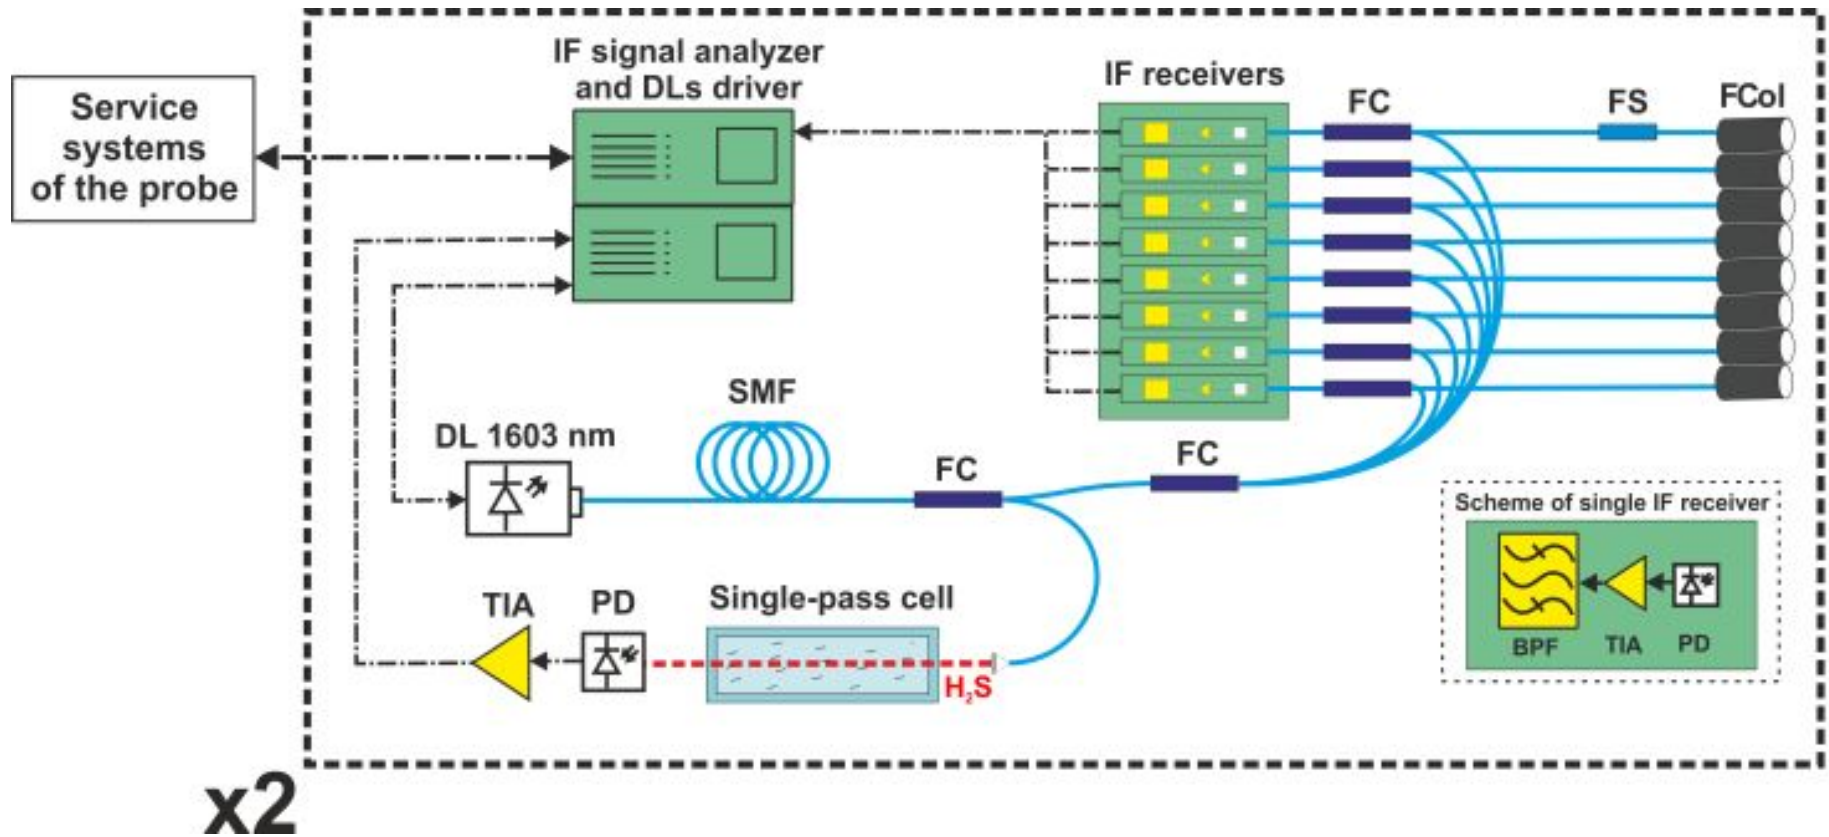 IF signal analyzer
and DLs driver
IF receivers
FC
FS
FCol
Service
systems
of the probe
SMF
DL 1603 nm
FC
FC
Scheme of single IF receiver
BPF
TIA
PD
TIA
PD
Single-pass cell
H₂S
x2